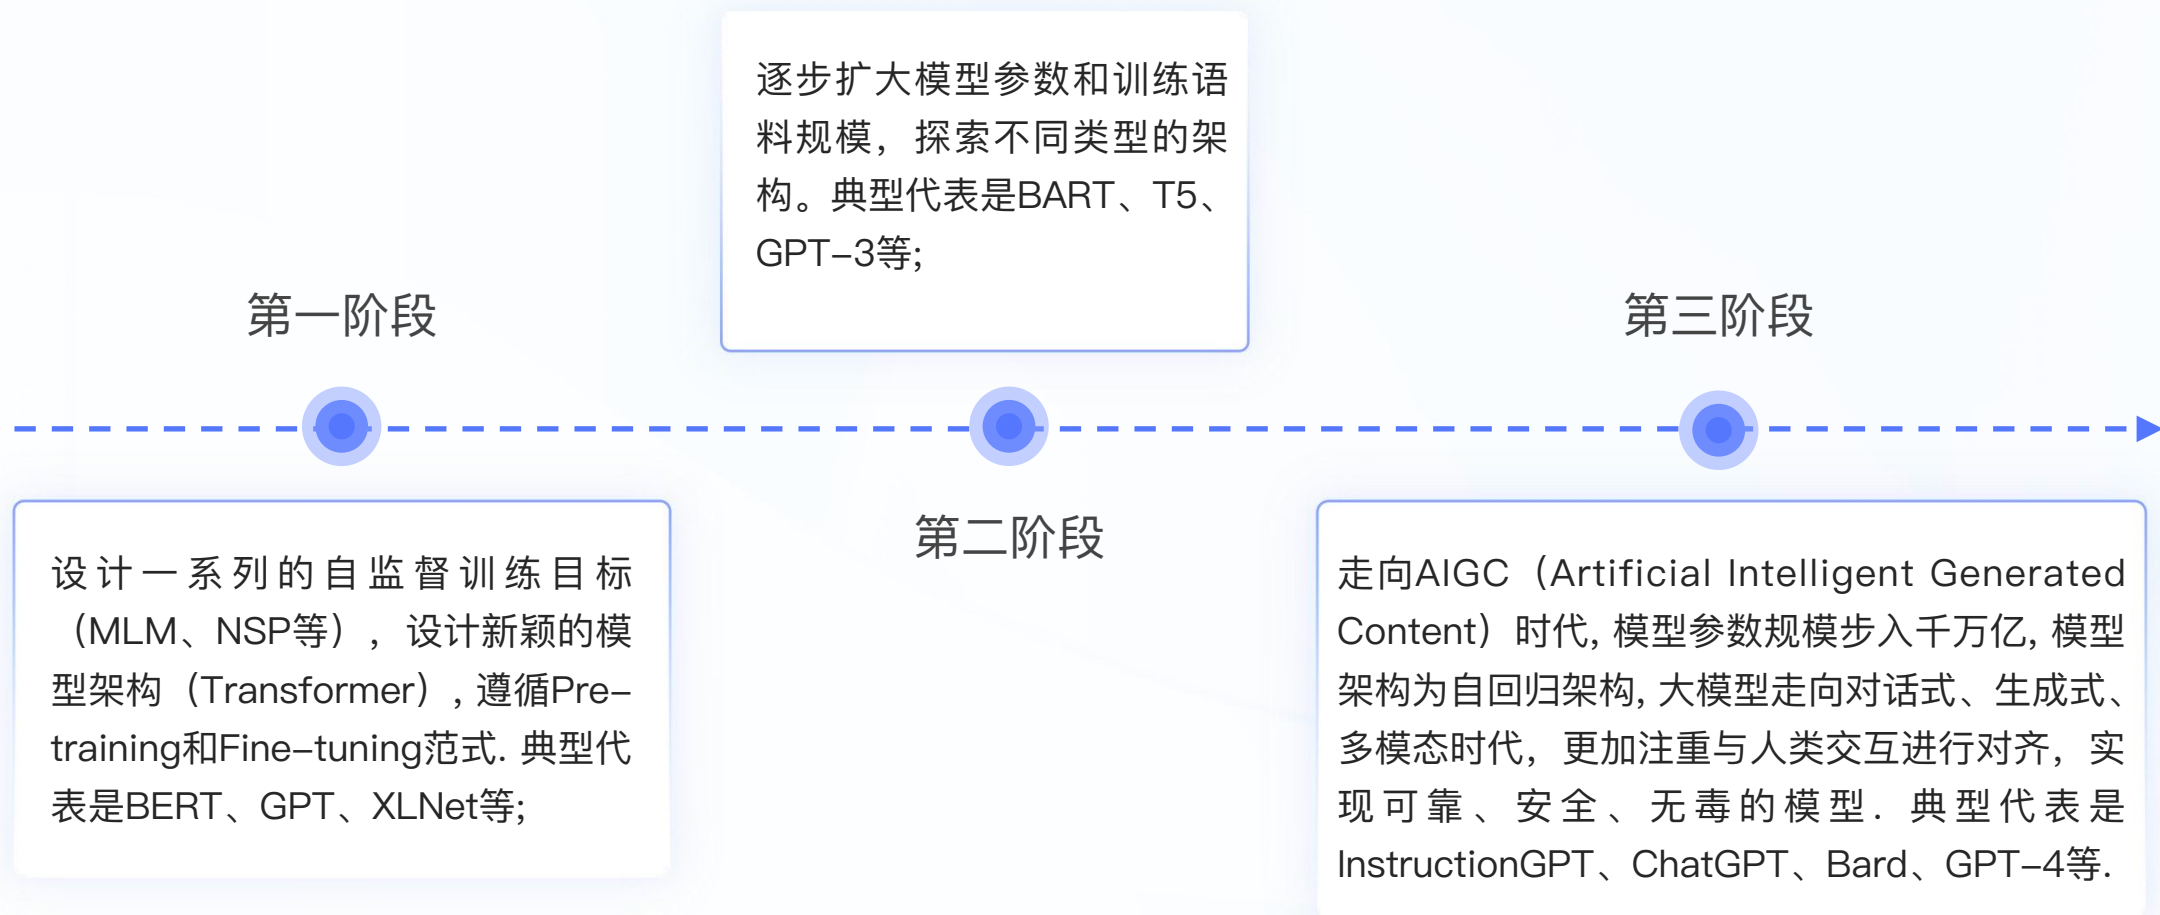 第一阶段
设计一系列的自监督训练目标
（MLM、NSP等），设计新颖的模
型架构（Transformer）, 遵循Pre-
training和Fine-tuning范式. 典型代
表是BERT、GPT、XLNet等;
逐步扩大模型参数和训练语
料规模，探索不同类型的架
构。典型代表是BART、T5、
GPT-3等;
第二阶段
第三阶段
走向AIGC（Artificial Intelligent Generated
Content）时代, 模型参数规模步入千万亿, 模型
架构为自回归架构, 大模型走向对话式、生成式、
多模态时代，更加注重与人类交互进行对齐，实
现可靠、安全、无毒的模型. 典型代表是
InstructionGPT、ChatGPT、Bard、GPT-4等.